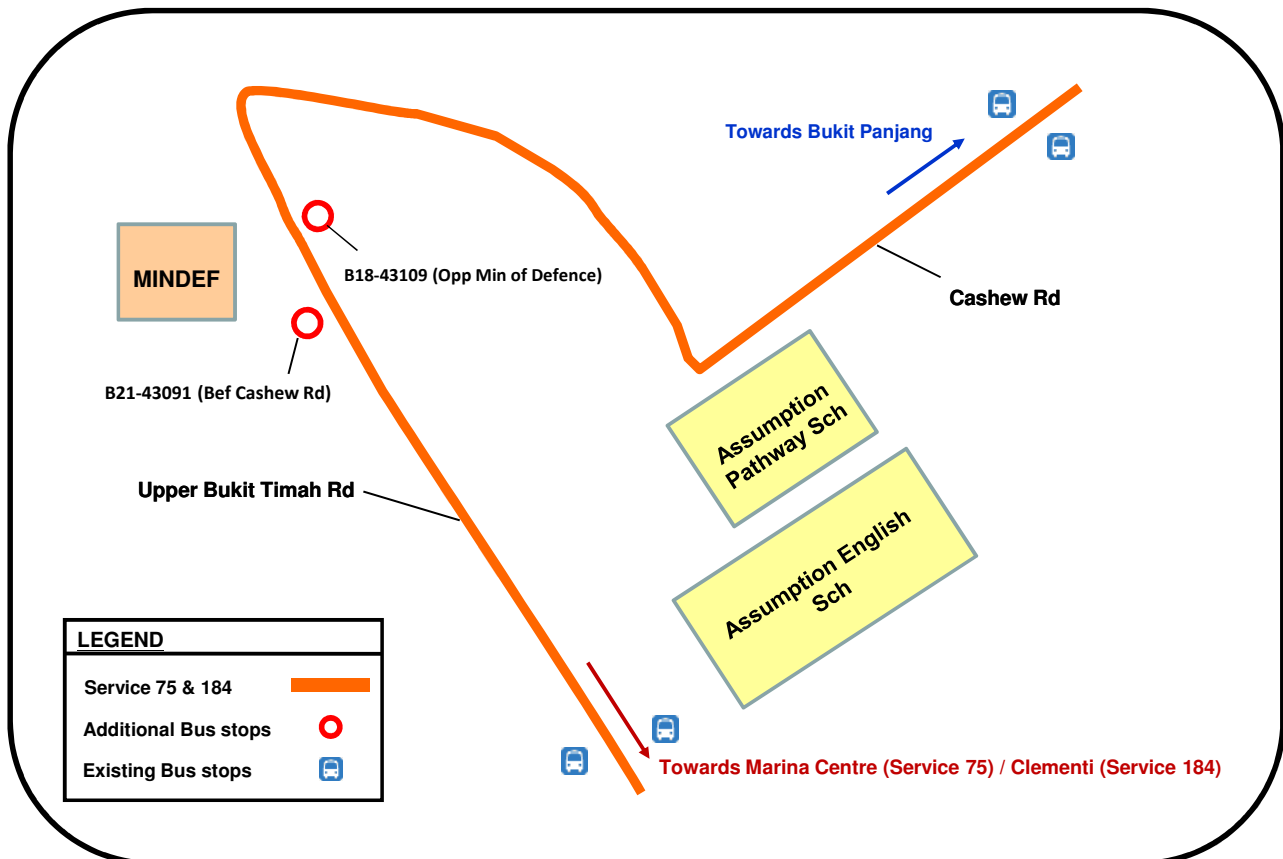 Towards Bukit Panjang
MINDEF
B18-43109 (Opp Min of Defence)
Cashew Rd
B21-43091 (Bef Cashew Rd)
Assumption
Pathway Sch
Upper Bukit Timah Rd
Assumption English
Sch
LEGEND
Service 75 & 184
Additional Bus stops
Existing Bus stops
Towards Marina Centre (Service 75) / Clementi (Service 184)